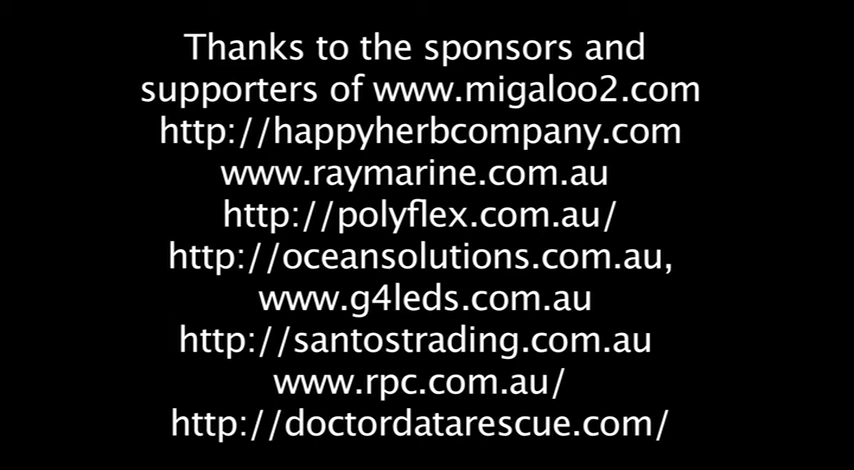 Thanks to the sponsors and
supporters of www.migaloo2.com
http://happyherbcompany.com
www.raymarine.com.au
http://polyflex.com.au/
http://oceansolutions.com.au,
www.g4leds.com.au
http://santostrading.com.au
www.rpc.com.au/
http://doctordatarescue.com/